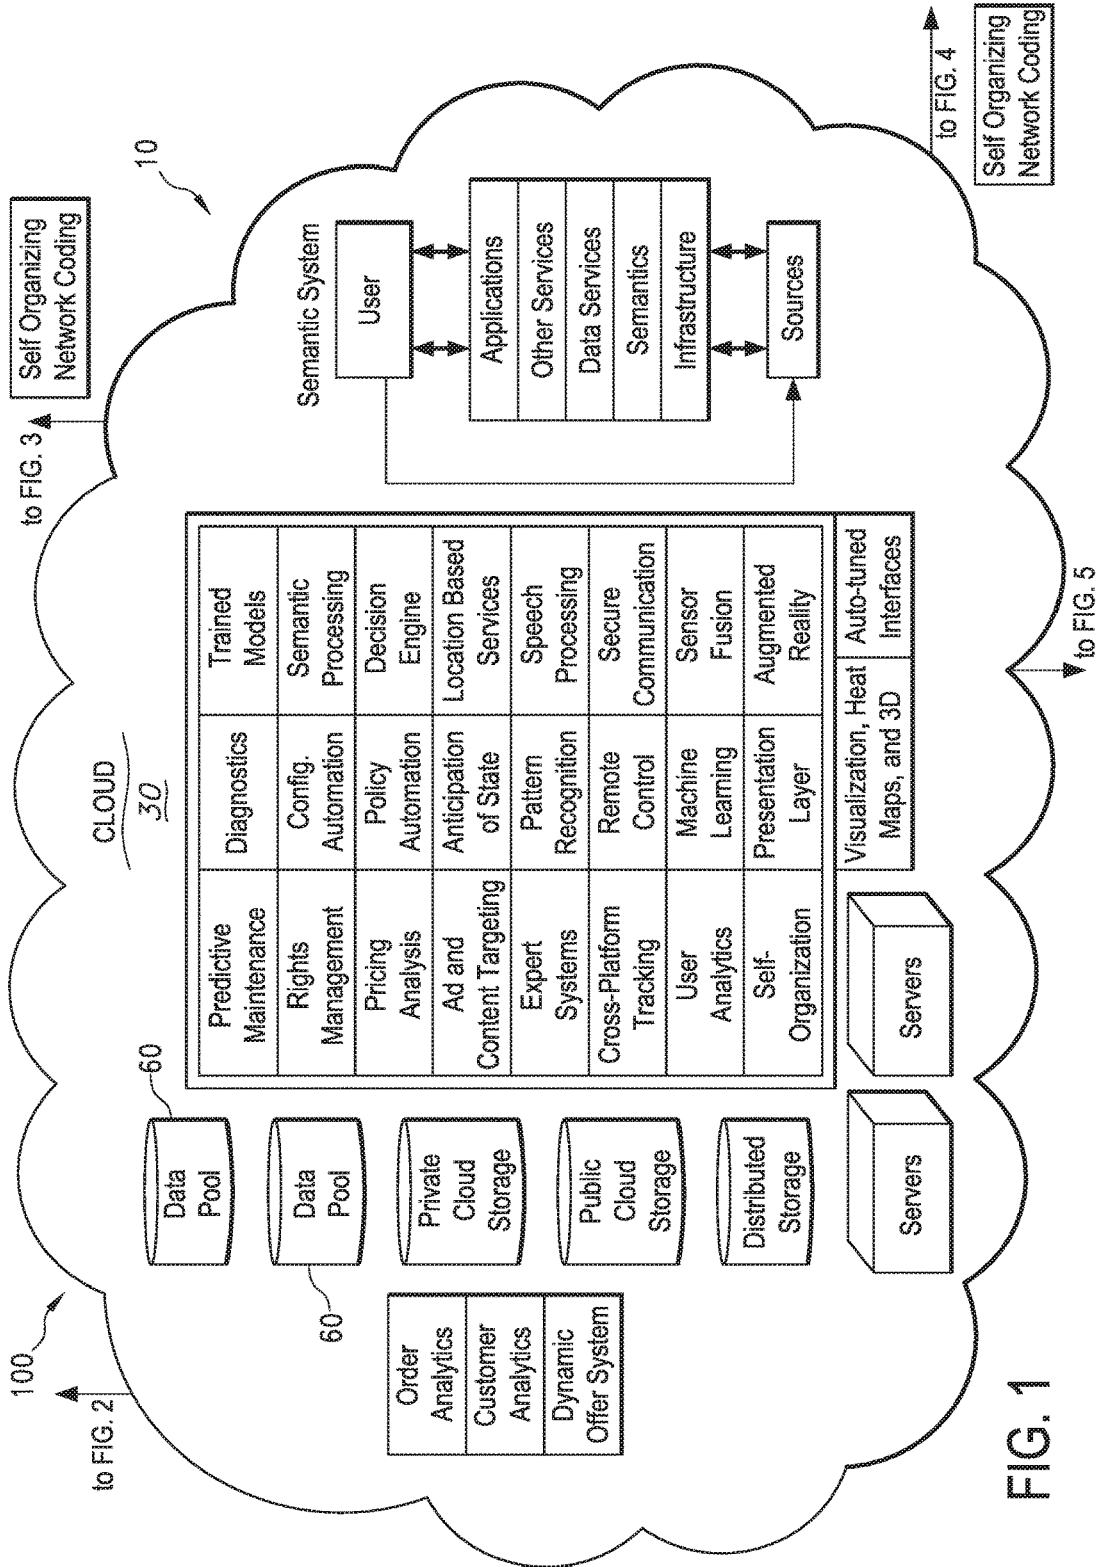 to FIG. 2
100
to FIG. 3
Self Organizing
Network Coding
10
CLOUD
30
60
Data
Pool
Data
Pool
60
Private
Cloud
Storage
Public
Cloud
Storage
Distributed
Storage
Servers
Servers
Order
Analytics
Customer
Analytics
Dynamic
Offer System
Predictive
Maintenance
Diagnostics
Trained
Models
Rights
Management
Config.
Automation
Semantic
Processing
Pricing
Analysis
Policy
Automation
Decision
Engine
Ad and
Content Targeting
Anticipation
of State
Location Based
Services
Expert
Systems
Pattern
Recognition
Speech
Processing
Cross-Platform
Tracking
Remote
Control
Secure
Communication
User
Analytics
Machine
Learning
Sensor
Fusion
Self-
Organization
Presentation
Layer
Augmented
Reality
Visualization, Heat
Maps, and 3D
Auto-tuned
Interfaces
Semantic System
User
Applications
Other Services
Data Services
Semantics
Infrastructure
Sources
to FIG. 4
Self Organizing
Network Coding
to FIG. 5
FIG. 1